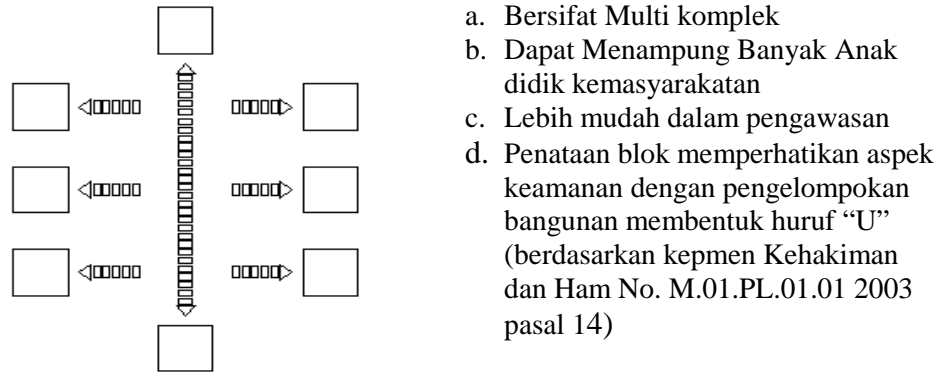 a. Bersifat Multi komplek
b. Dapat Menampung Banyak Anak
didik kemasyarakatan
c. Lebih mudah dalam pengawasan
d. Penataan blok memperhatikan aspek
keamanan dengan pengelompokan
bangunan membentuk huruf “U”
(berdasarkan kepmen Kehakiman
dan Ham No. M.01.PL.01.01 2003
pasal 14)